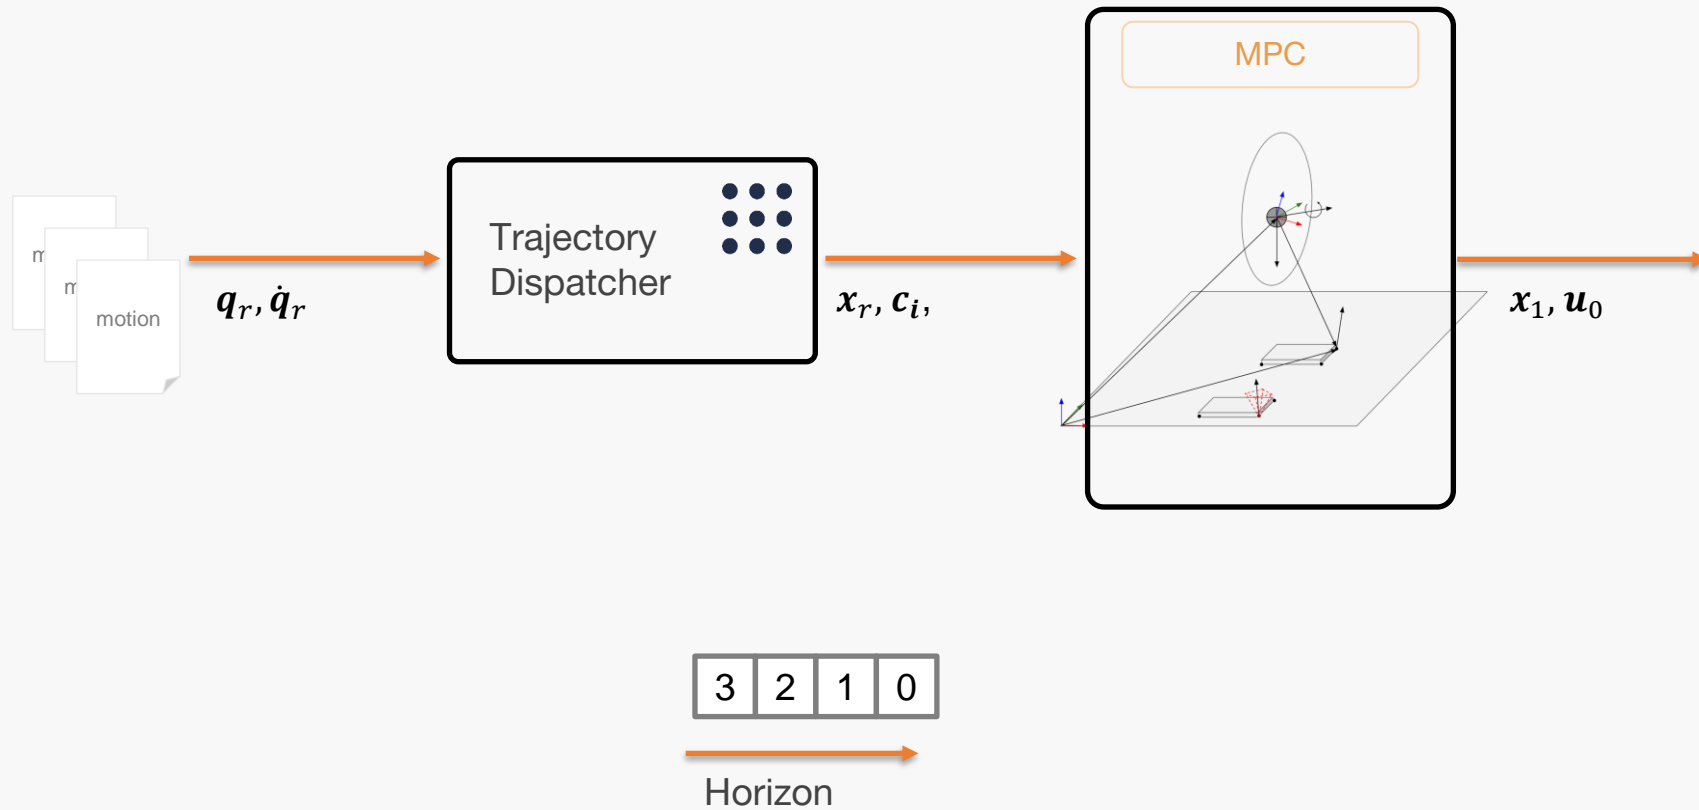 MPC
Trajectory
Dispatcher
m
m
motion
q_r, q̇_r
x_r, c_i,
x_1, u_0
3 2 1 0
Horizon